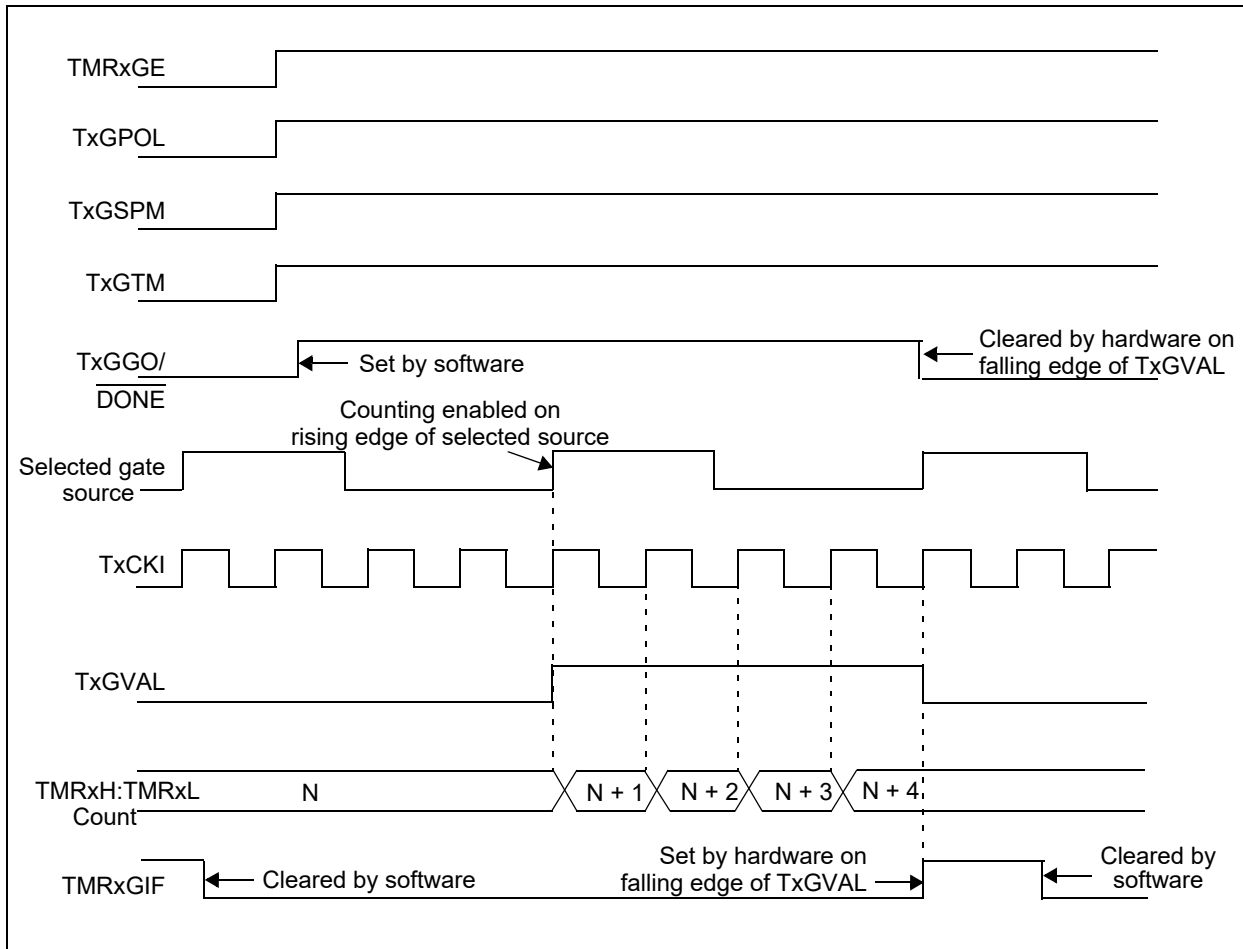 TMRxGE
TxGPOL
TxGSPM
TxGTM
TxGGO/
DONE
Set by software
Cleared by hardware on
falling edge of TxGVAL
Counting enabled on
rising edge of selected source
Selected gate
source
TxCKI
TxGVAL
TMRxH:TMRxL
Count
N
N + 1
N + 2
N + 3
N + 4
TMRxGIF
Cleared by software
Set by hardware on
falling edge of TxGVAL
Cleared by
software